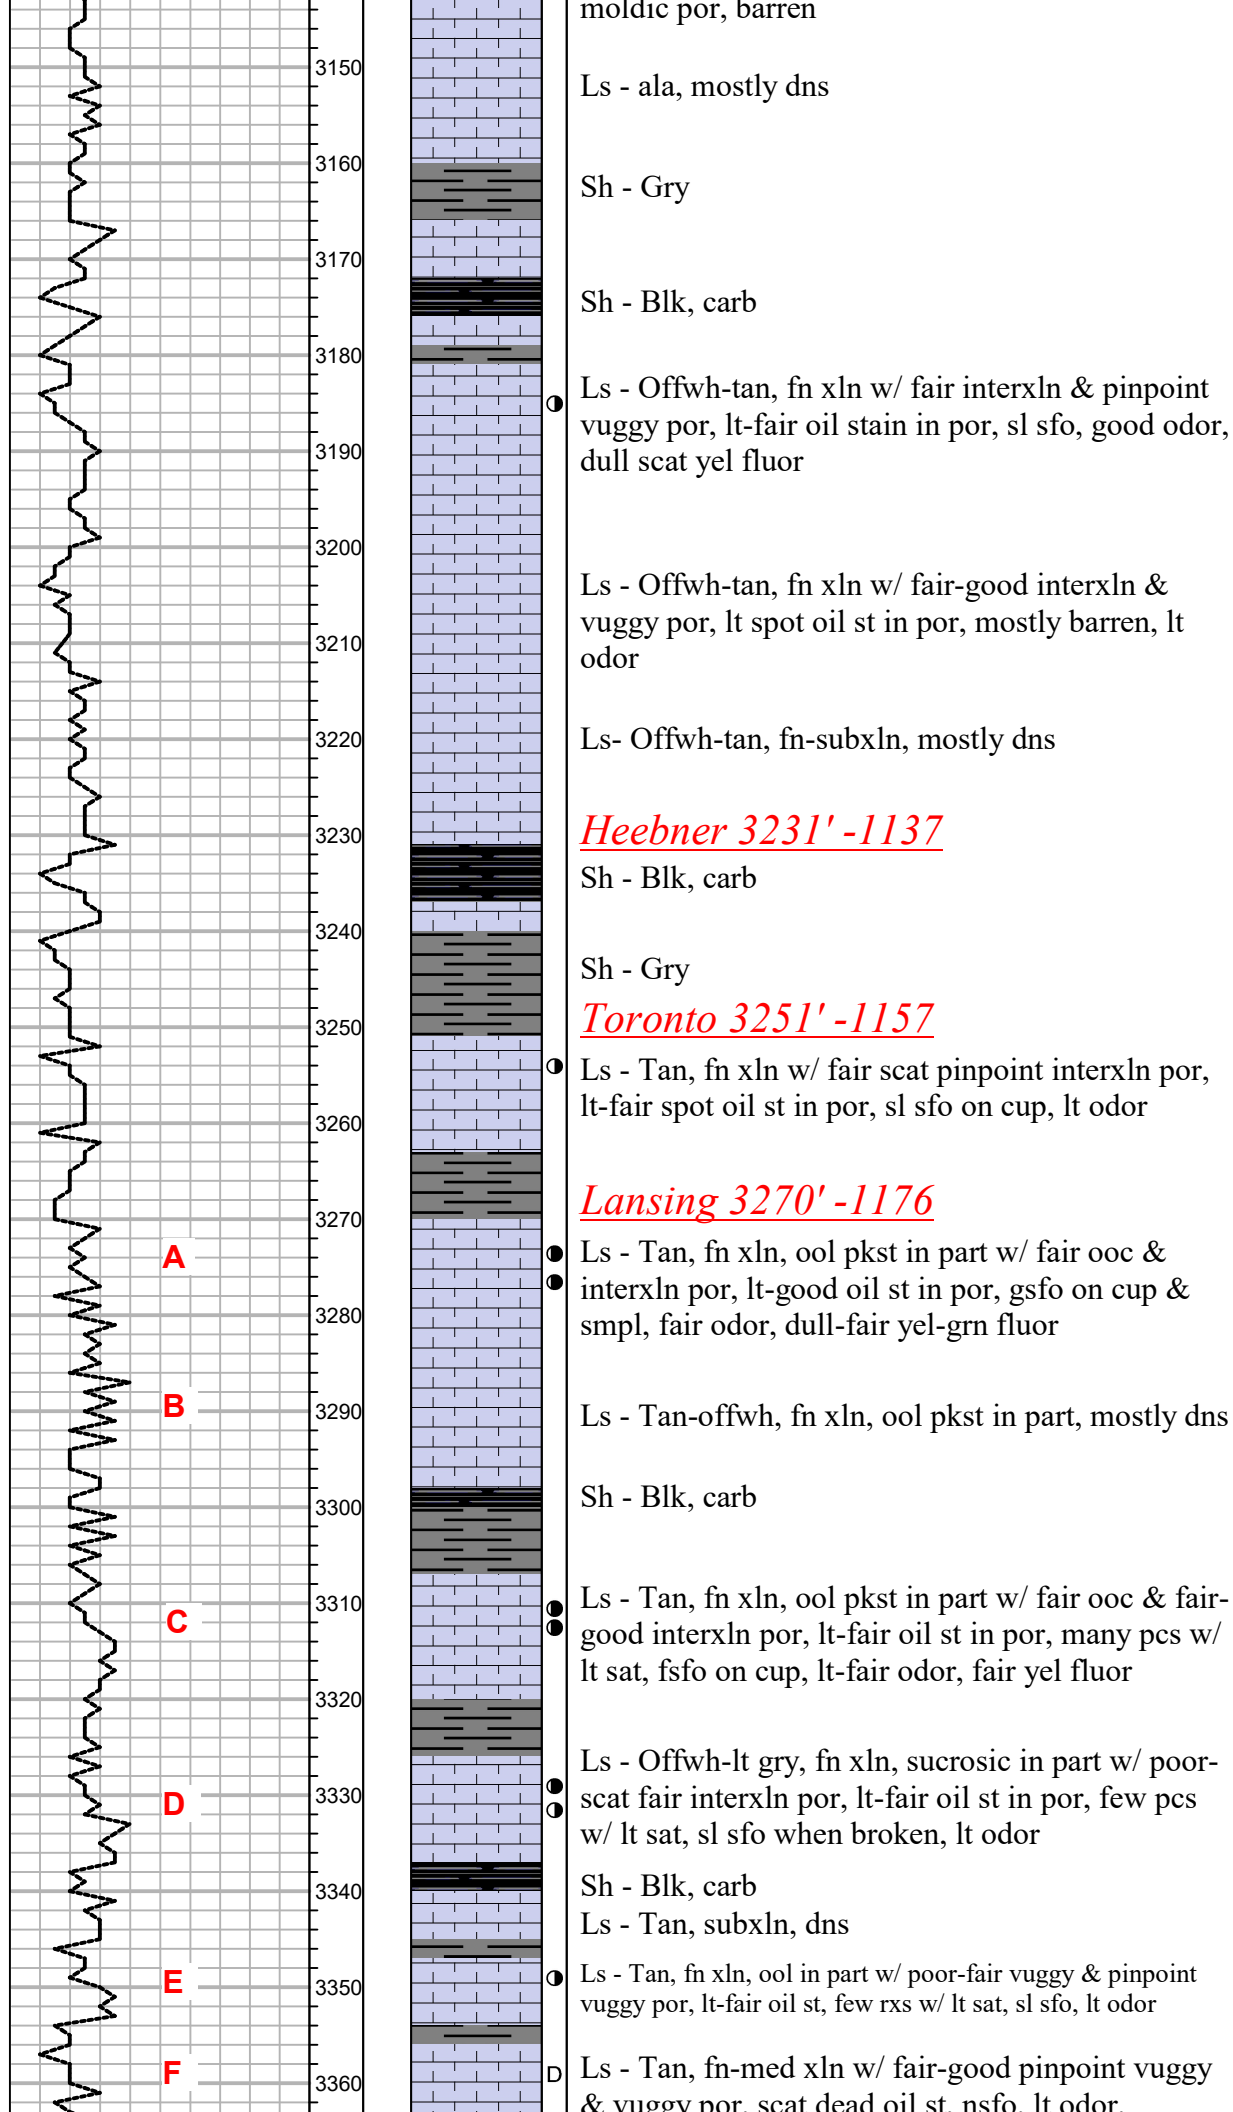 moldic por, barren
3150
Ls - ala, mostly dns
3160
Sh - Gry
3170
Sh - Blk, carb
3180
Ls - Offwh-tan, fn xln w/ fair interxln & pinpoint
vuggy por, lt-fair oil stain in por, sl sfo, good odor,
dull scat yel fluor
3190
3200
Ls - Offwh-tan, fn xln w/ fair-good interxln &
vuggy por, lt spot oil st in por, mostly barren, lt
odor
3210
3220
Ls- Offwh-tan, fn-subxln, mostly dns
3230
Heebner 3231' -1137
Sh - Blk, carb
3240
Sh - Gry
Toronto 3251' -1157
3250
Ls - Tan, fn xln w/ fair scat pinpoint interxln por,
lt-fair spot oil st in por, sl sfo on cup, lt odor
3260
Lansing 3270' -1176
3270
A
Ls - Tan, fn xln, ool pkst in part w/ fair ooc &
interxln por, lt-good oil st in por, gsfo on cup &
smpl, fair odor, dull-fair yel-grn fluor
3280
B
3290
Ls - Tan-offwh, fn xln, ool pkst in part, mostly dns
Sh - Blk, carb
3300
3310
C
Ls - Tan, fn xln, ool pkst in part w/ fair ooc & fair-
good interxln por, lt-fair oil st in por, many pcs w/
lt sat, fsfo on cup, lt-fair odor, fair yel fluor
3320
Ls - Offwh-lt gry, fn xln, sucrosic in part w/ poor-
scat fair interxln por, lt-fair oil st in por, few pcs
w/ lt sat, sl sfo when broken, lt odor
3330
D
Sh - Blk, carb
3340
Ls - Tan, subxln, dns
E
3350
Ls - Tan, fn xln, ool in part w/ poor-fair vuggy & pinpoint
vuggy por, lt-fair oil st, few rxs w/ lt sat, sl sfo, lt odor
F
D
3360
Ls - Tan, fn-med xln w/ fair-good pinpoint vuggy
& vuggy por, scat dead oil st, nsfo, lt odor,